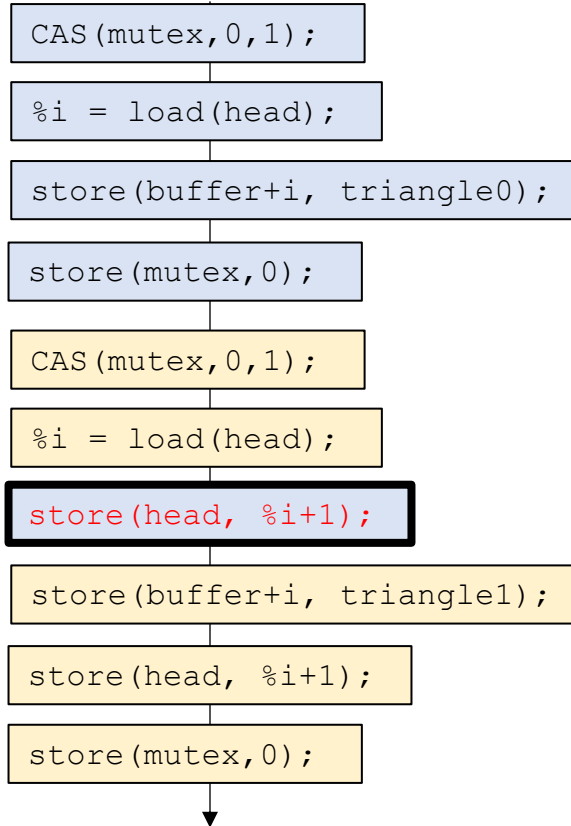 CAS(mutex,0,1);
%i = load(head);
store(buffer+i, triangle0);
store(mutex,0);
CAS(mutex,0,1);
%i = load(head);
store(head, %i+1);
store(buffer+i, triangle1);
store(head, %i+1);
store(mutex,0);